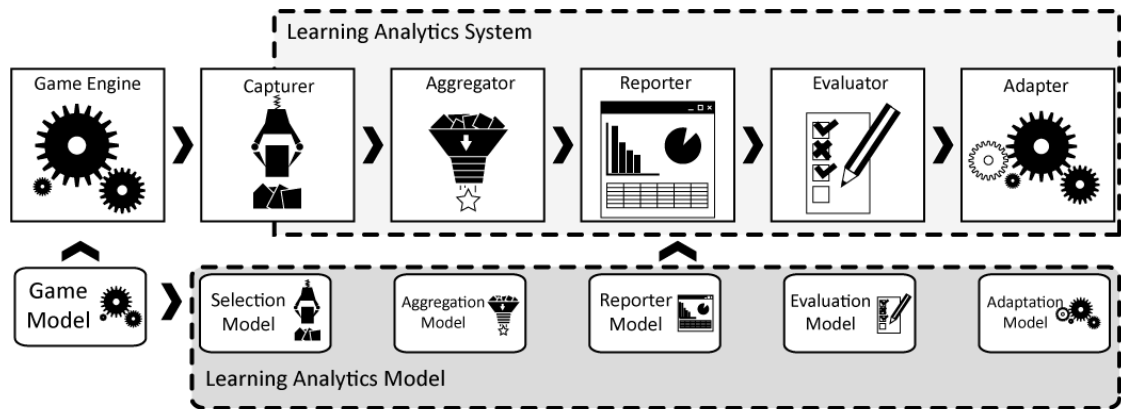 Learning Analytics System
Game Engine
Capturer
Aggregator
Reporter
Evaluator
Adapter
Game
Model
Selection
Model
Aggregation
Model
Reporter
Model
Evaluation
Model
Adaptation
Model
Learning Analytics Model